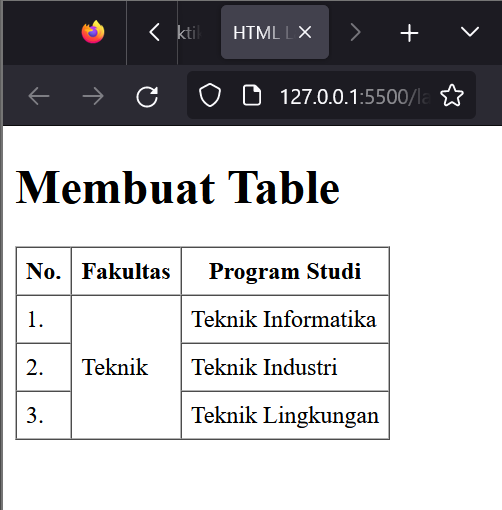 HTML L
127.0.0.1:5500/la
Membuat Table
No. Fakultas Program Studi
1. Teknik Informatika
2. Teknik Teknik Industri
3. Teknik Lingkungan